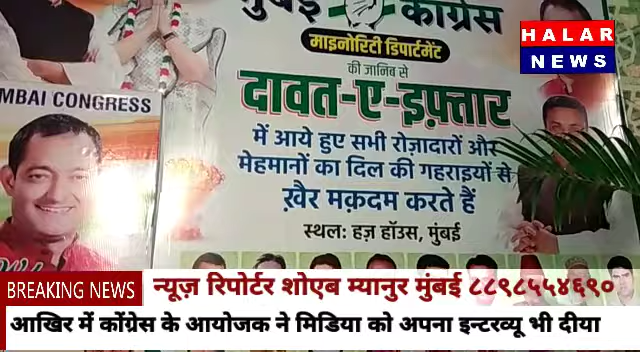 मुंबई कांग्रेस
HALAR
NEWS
माइनोरिटी डिपार्टमेंट
की जानिब से
दावत-ए-इफ़्तार
MBAI CONGRESS
में आये हुए सभी रोज़ादारों और
मेहमानों का दिल की गहराइयों से
ख़ैर मक़दम करते हैं
स्थल: हज़ हॉउस, मुंबई
BREAKING NEWS
न्यूज़ रिपोर्टर शोएब म्यानुर मुंबई ८८९८५५४६९०
आखिर में कोंग्रेस के आयोजक ने मिडिया को अपना इन्टरव्यू भी दीया